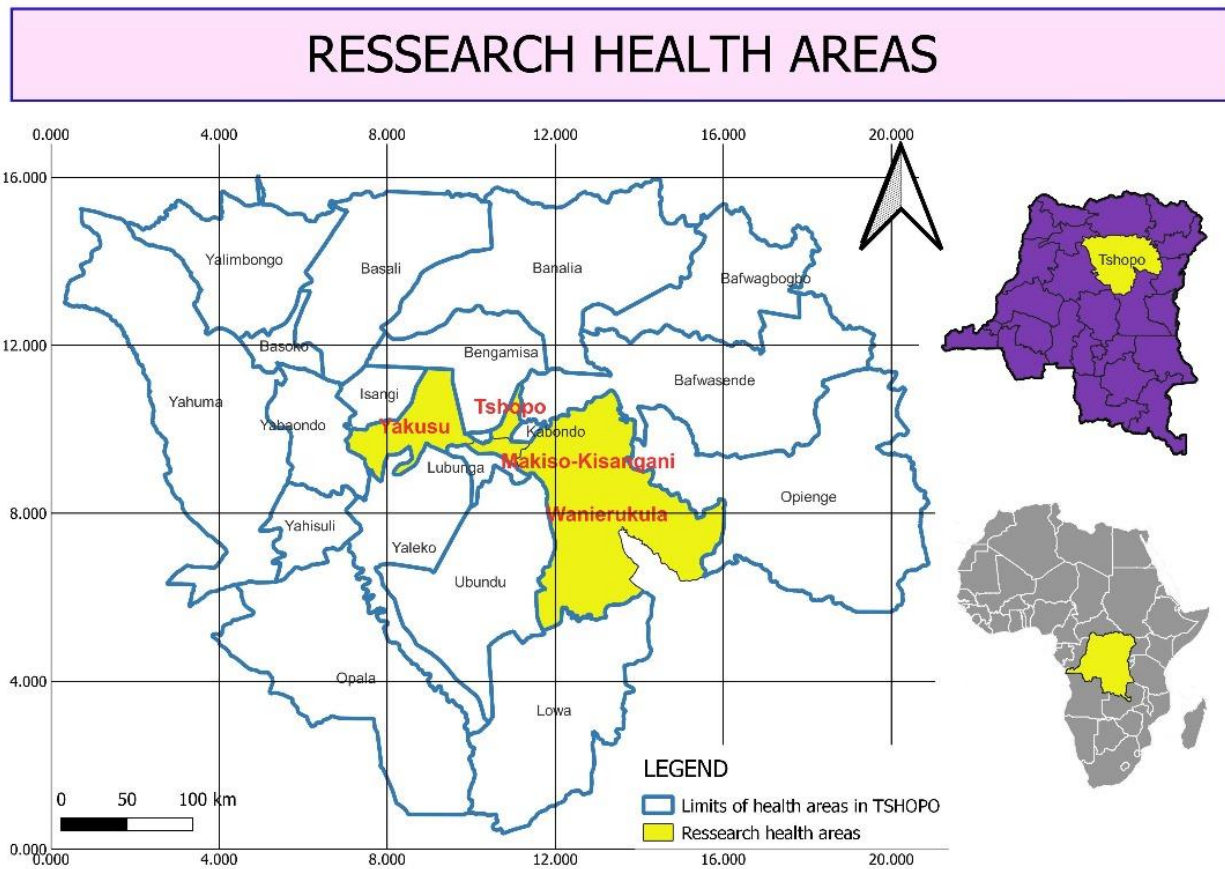 RESSEARCH HEALTH AREAS
0.000 4.000 8.000 12.000 16.000 20.000
16.000
Yalimbongo
Basali
Banalia
Bafwagbogbo
Tshopo
12.000
Basoko
Bengamisa
Bafwasende
Isangi
Yahuma
Tshopo
Yabaondo
Yakusu
Kabondo
Lubunga
Makiso-Kisangani
Opienge
8.000
Wanierukula
Yahisuli
Yaleko
Ubundu
4.000
Opala
Lowa
LEGEND
0 50 100 km
Limits of health areas in TSHOPO
Ressearch health areas
0.000
0.000 4.000 8.000 12.000 16.000 20.000